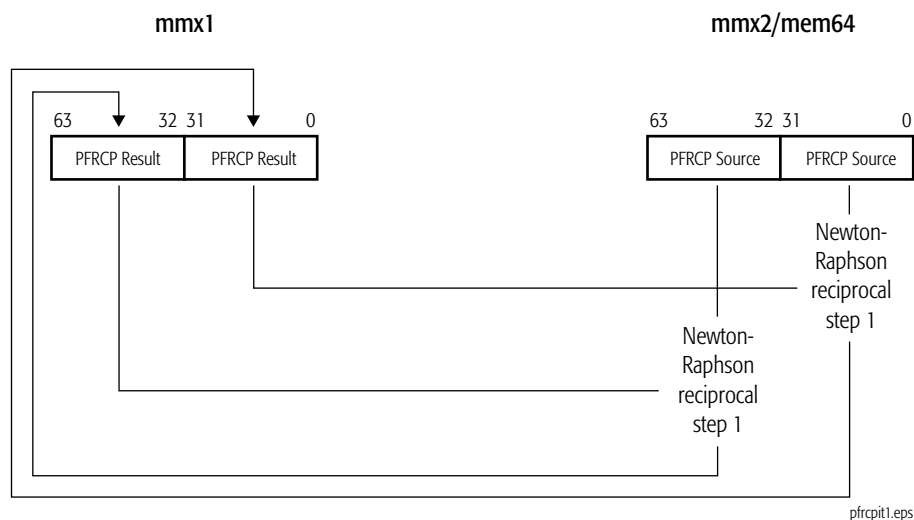 mmx1
mmx2/mem64
63 32 31 0
63 32 31 0
PFRCP Result PFRCP Result
PFRCP Source PFRCP Source
Newton-
Raphson
reciprocal
step 1
Newton-
Raphson
reciprocal
step 1
pfrcpit1.eps